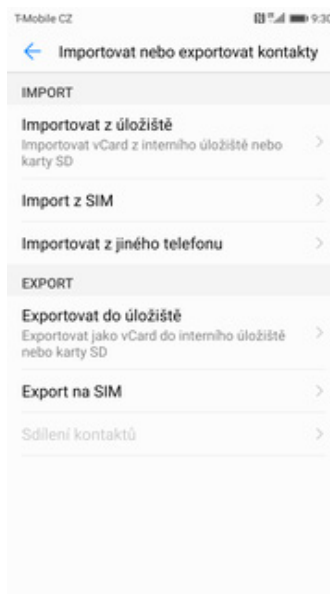 T-Mobile CZ 9:30
Importovat nebo exportovat kontakty
IMPORT
Importovat z úložiště
Importovat vCard z interního úložiště nebo
karty SD
Import z SIM
Importovat z jiného telefonu
EXPORT
Exportovat do úložiště
Exportovat jako vCard do interního úložiště
nebo karty SD
Export na SIM
Sdílení kontaktů